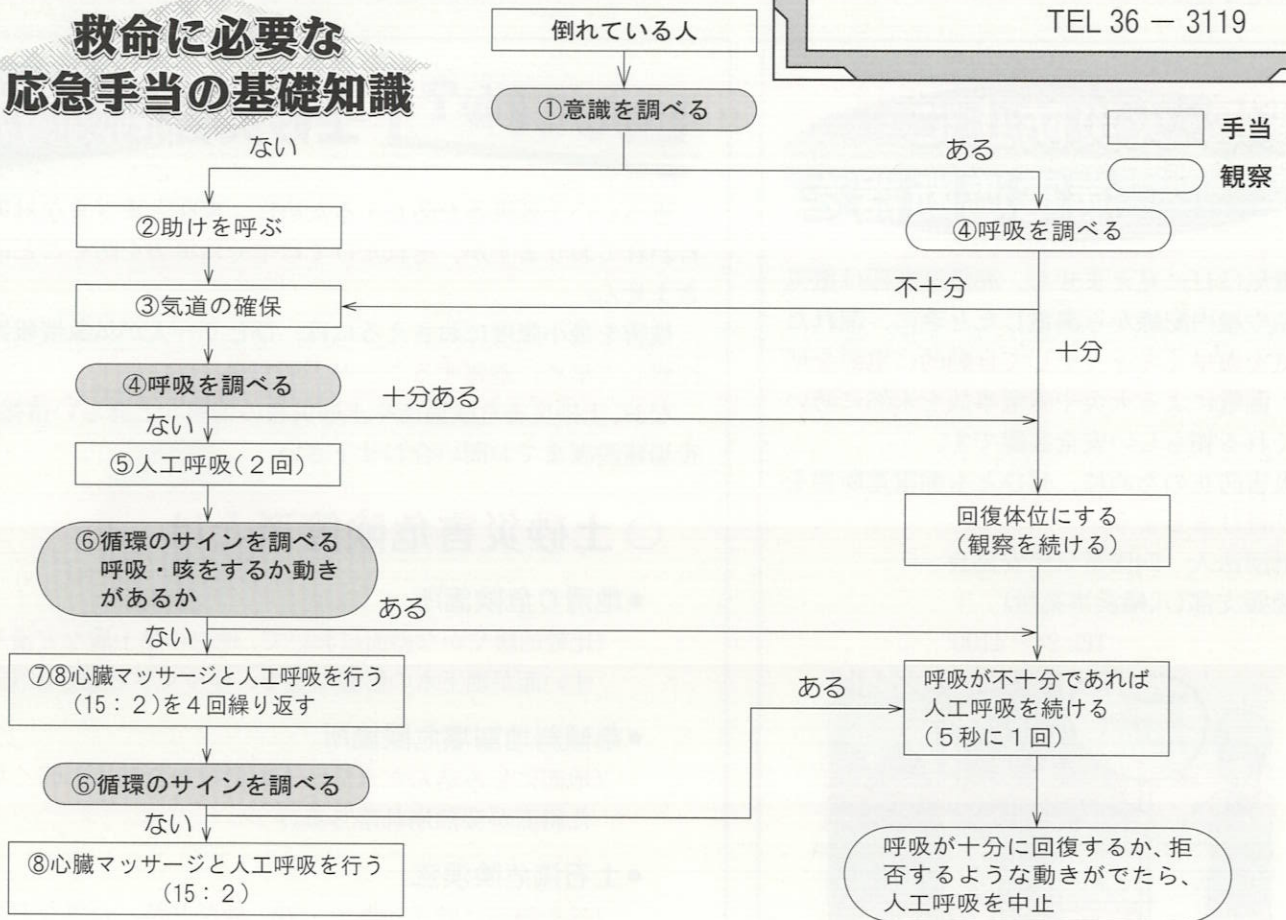 救命に必要な
応急手当の基礎知識
TEL 36 － 3119
手当
観察
倒れている人
①意識を調べる
ない
ある
②助けを呼ぶ
③気道の確保
④呼吸を調べる
不十分
十分
④呼吸を調べる
十分ある
ない
⑤人工呼吸(２回)
⑥循環のサインを調べる
呼吸・咳をするか動き
があるか
ある
ない
⑦⑧心臓マッサージと人工呼吸を行う
(15：２)を４回繰り返す
⑥循環のサインを調べる
ない
ある
⑧心臓マッサージと人工呼吸を行う
(15：２)
回復体位にする
(観察を続ける)
呼吸が不十分であれば
人工呼吸を続ける
(５秒に１回)
呼吸が十分に回復するか、拒
否するような動きがでたら、
人工呼吸を中止